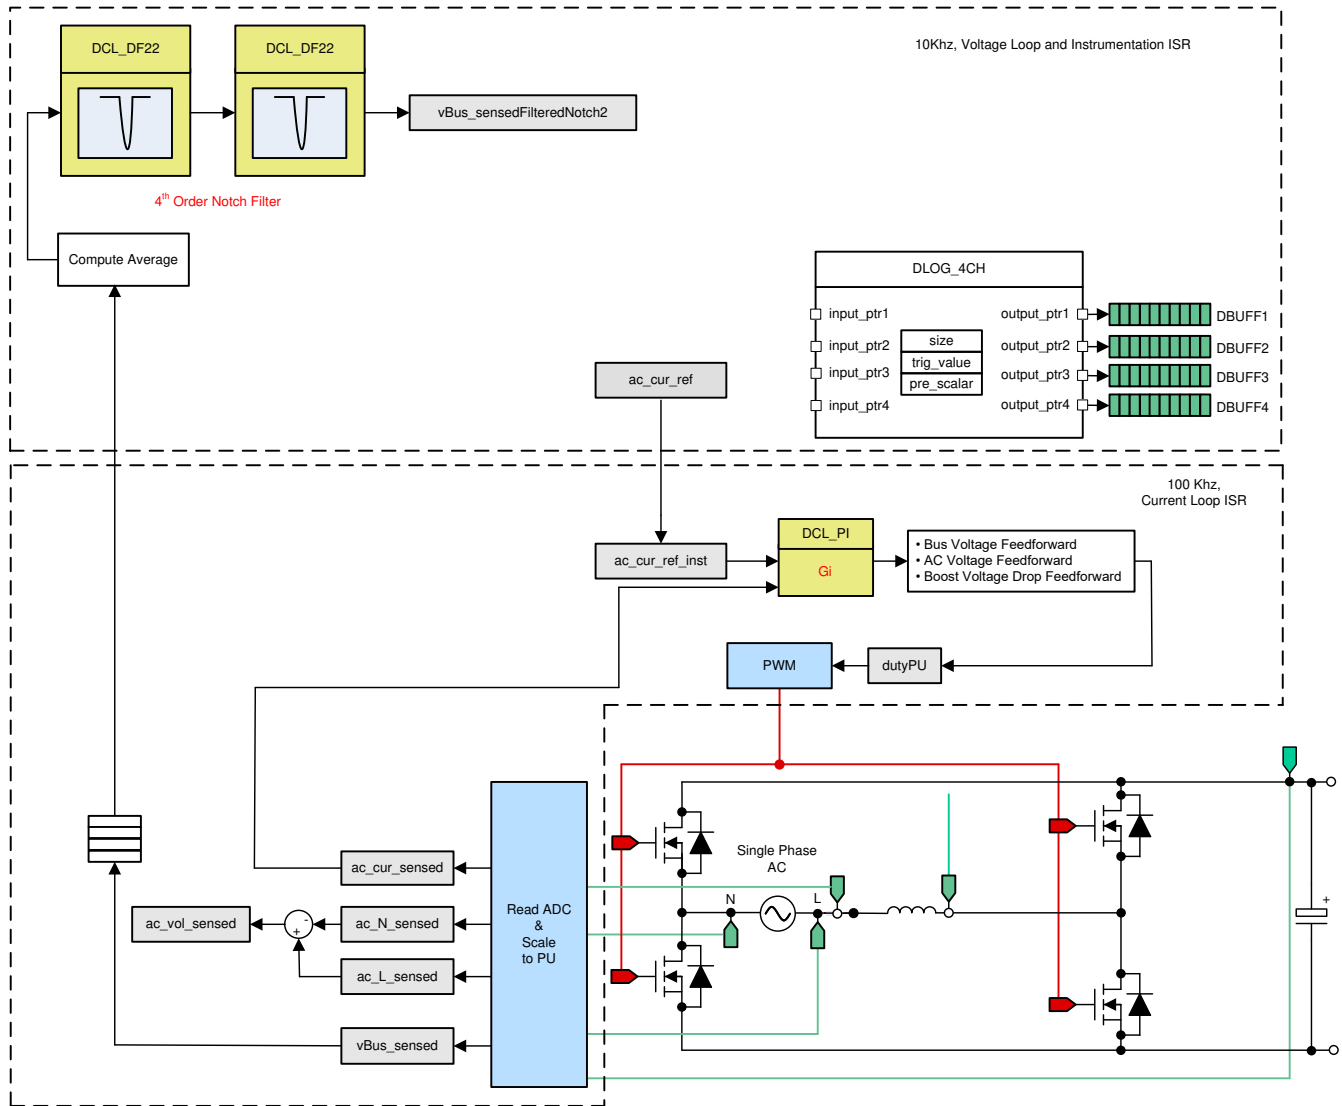 DCL_DF22
DCL_DF22
10Khz, Voltage Loop and Instrumentation ISR
vBus_sensedFilteredNotch2
4th Order Notch Filter
Compute Average
DLOG_4CH
input_ptr1
output_ptr1
DBUFF1
input_ptr2
size
output_ptr2
DBUFF2
trig_value
input_ptr3
output_ptr3
DBUFF3
pre_scalar
input_ptr4
output_ptr4
DBUFF4
ac_cur_ref
100 Khz,
Current Loop ISR
DCL_PI
ac_cur_ref_inst
Gi
• Bus Voltage Feedforward
• AC Voltage Feedforward
• Boost Voltage Drop Feedforward
PWM
dutyPU
Single Phase
AC
ac_cur_sensed
N
L
ac_vol_sensed
-
+
ac_N_sensed
Read ADC
&
Scale
to PU
+
ac_L_sensed
vBus_sensed